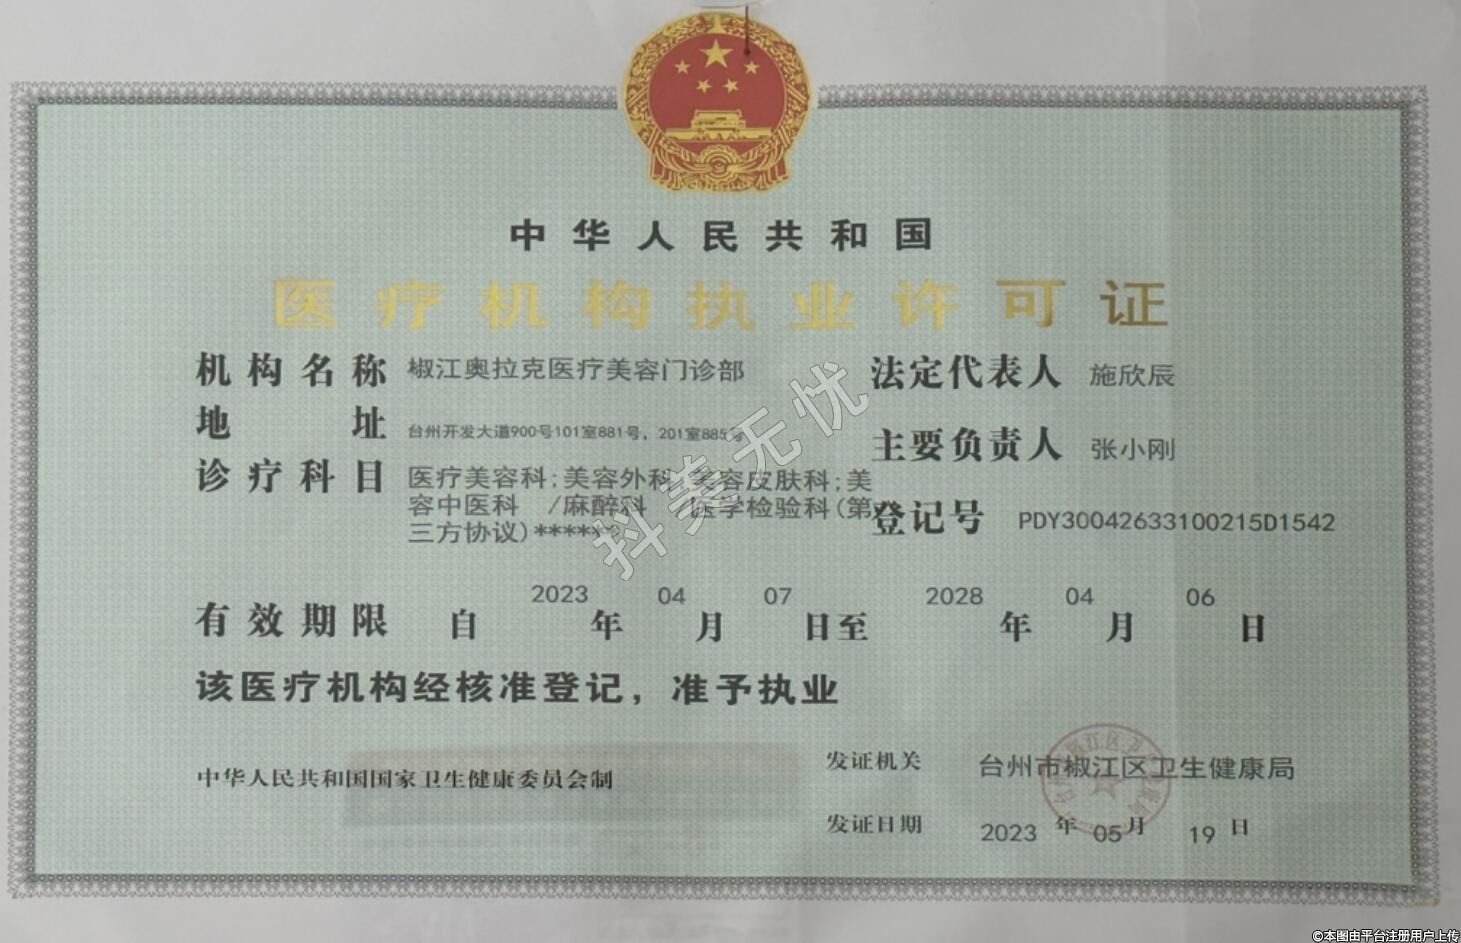 中华人民共和国
医疗机构执业许可证
机构名称 椒江奥拉克医疗美容门诊部
法定代表人 施欣辰
地址 台州开发大道900号101室881号，201室885号
主要负责人 张小刚
诊疗科目 医疗美容科；美容外科；美容皮肤科；美
容中医科 /麻醉科 /医学检验科(第
三方协议)******
登记号 PDY30042633100215D1542
有效期限 自 2023 年 04 月 07 日至 2028 年 04 月 06 日
该医疗机构经核准登记，准予执业
中华人民共和国国家卫生健康委员会制
发证机关 台州市椒江区卫生健康局
发证日期 2023 年 05 月 19 日
抖美无忧
©本图由平台注册用户上传